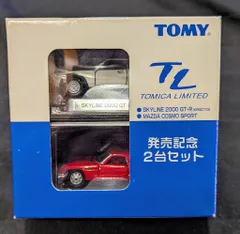 TOMY
TL
TOMICA LIMITED
● SKYLINE 2000 GT-R
● MAZDA COSMO SPORT
SKYLINE 2000 GT
発売記念
2台セット